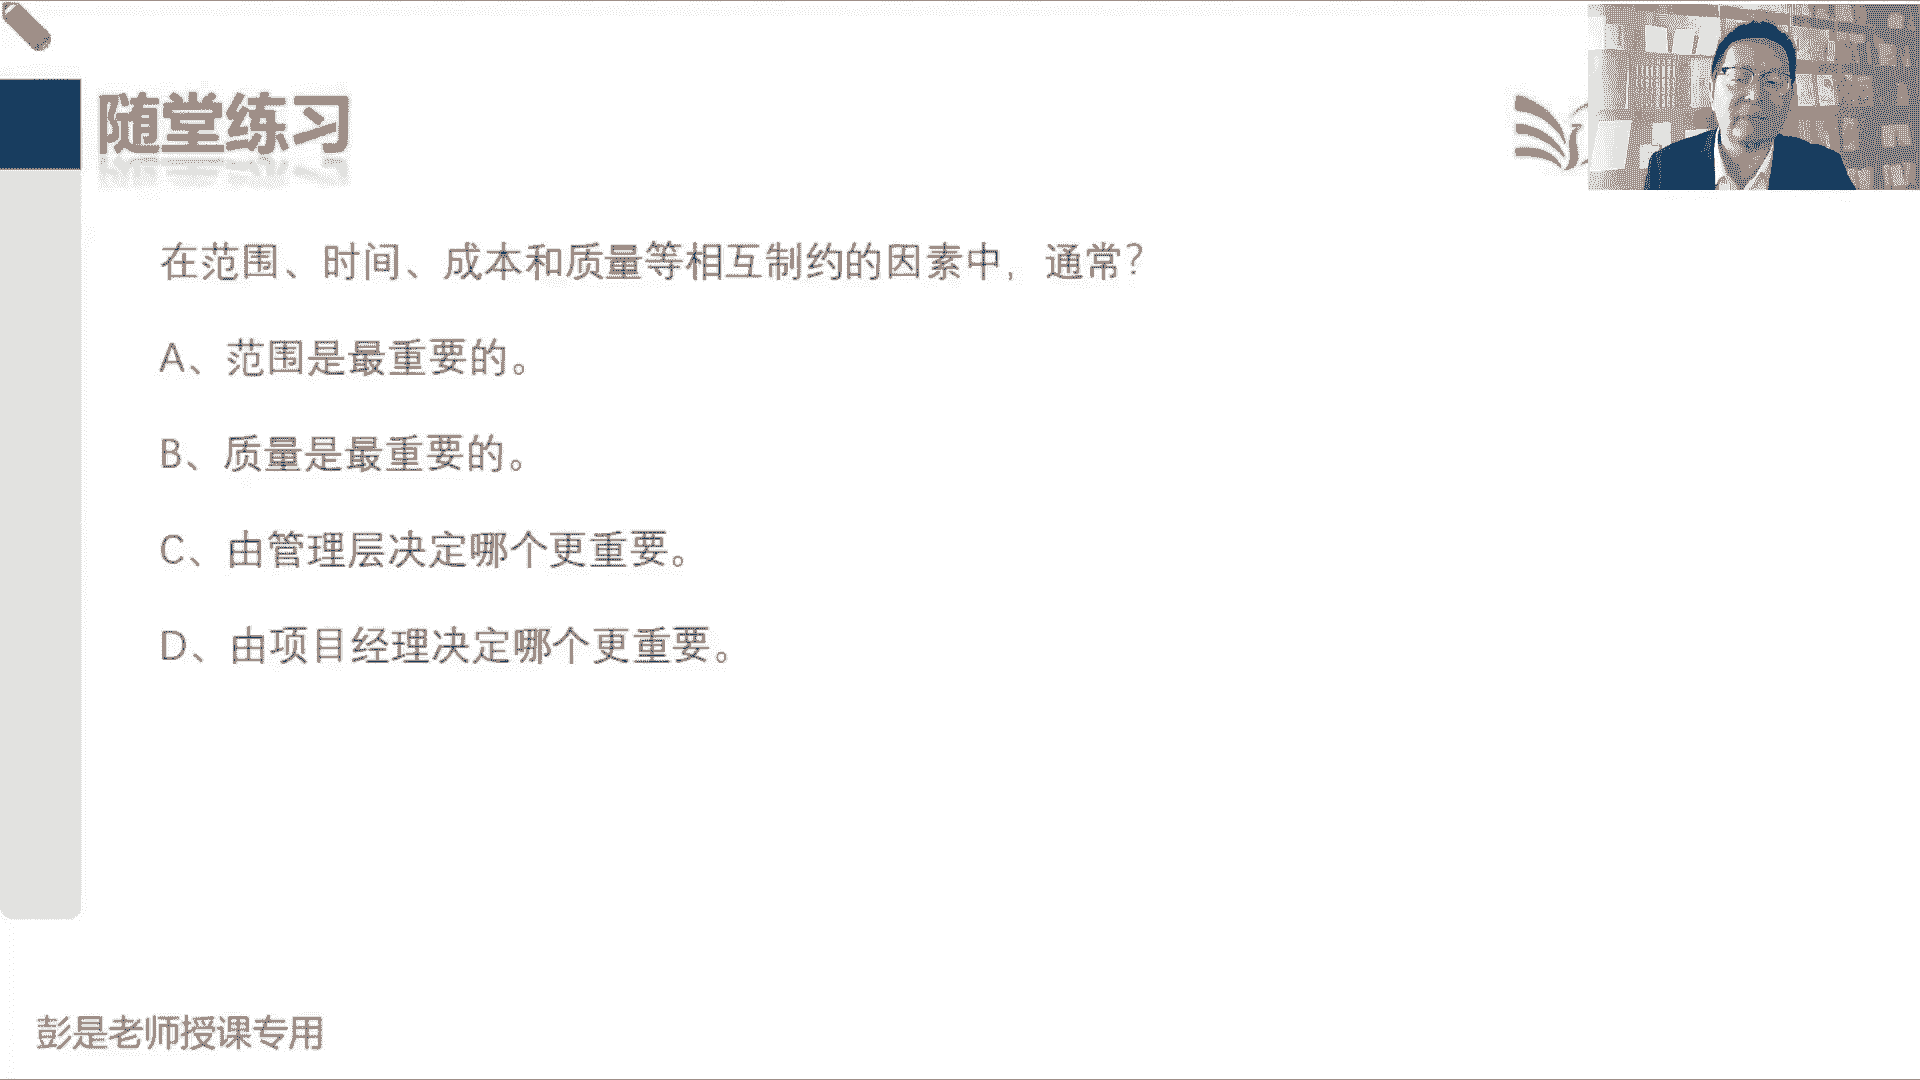 随堂练习
在范围、时间、成本和质量等相互制约的因素中，通常？
A、范围是最重要的。
B、质量是最重要的。
C、由管理层决定哪个更重要。
D、由项目经理决定哪个更重要。
彭是老师授课专用